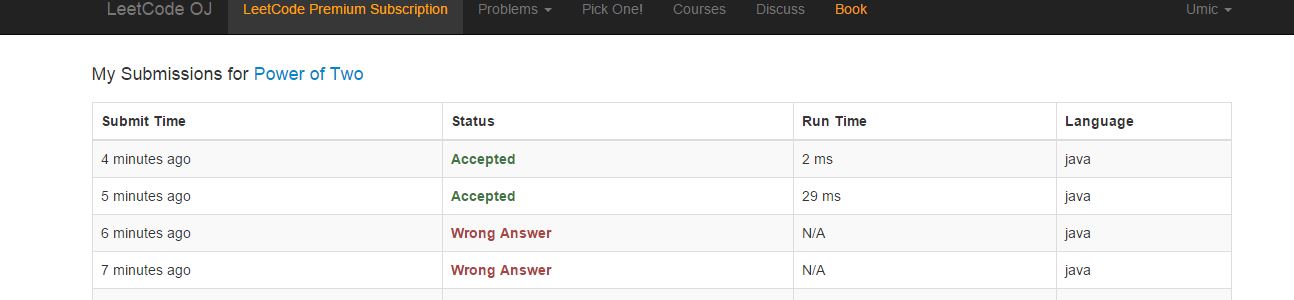 LeetCode OJ LeetCode Premium Subscription Problems Pick One! Courses Discuss Book Umic
My Submissions for Power of Two
Submit Time Status Run Time Language
4 minutes ago Accepted 2 ms java
5 minutes ago Accepted 29 ms java
6 minutes ago Wrong Answer N/A java
7 minutes ago Wrong Answer N/A java